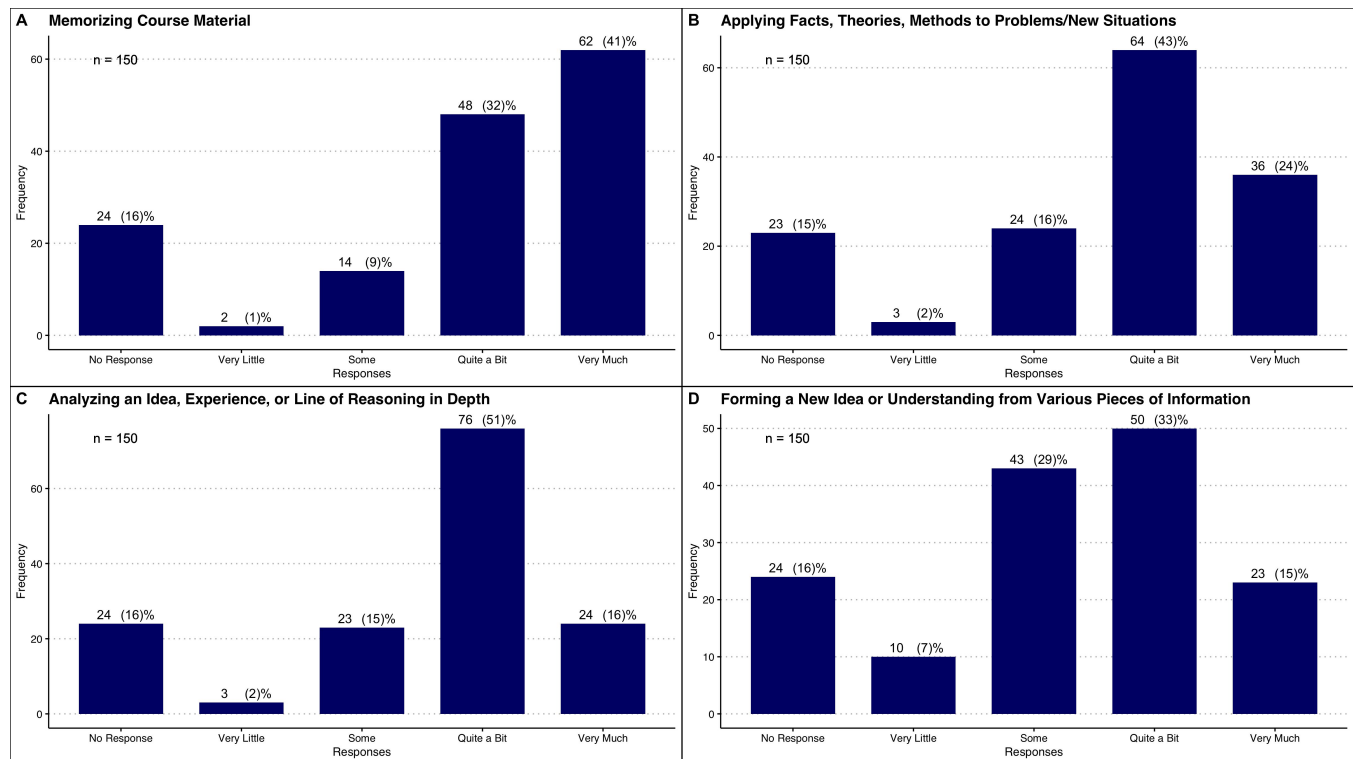 A Memorizing Course Material
n = 150
62 (41)%
48 (32)%
24 (16)%
14 (9)%
2 (1)%
60
40
20
0
Frequency
No Response Very Little Some Quite a Bit Very Much
Responses
B Applying Facts, Theories, Methods to Problems/New Situations
n = 150
64 (43)%
36 (24)%
23 (15)%
24 (16)%
3 (2)%
60
40
20
0
Frequency
No Response Very Little Some Quite a Bit Very Much
Responses
C Analyzing an Idea, Experience, or Line of Reasoning in Depth
n = 150
76 (51)%
24 (16)%
23 (15)%
24 (16)%
3 (2)%
60
40
20
0
Frequency
No Response Very Little Some Quite a Bit Very Much
Responses
D Forming a New Idea or Understanding from Various Pieces of Information
n = 150
50 (33)%
43 (29)%
24 (16)%
23 (15)%
10 (7)%
50
40
30
20
10
0
Frequency
No Response Very Little Some Quite a Bit Very Much
Responses